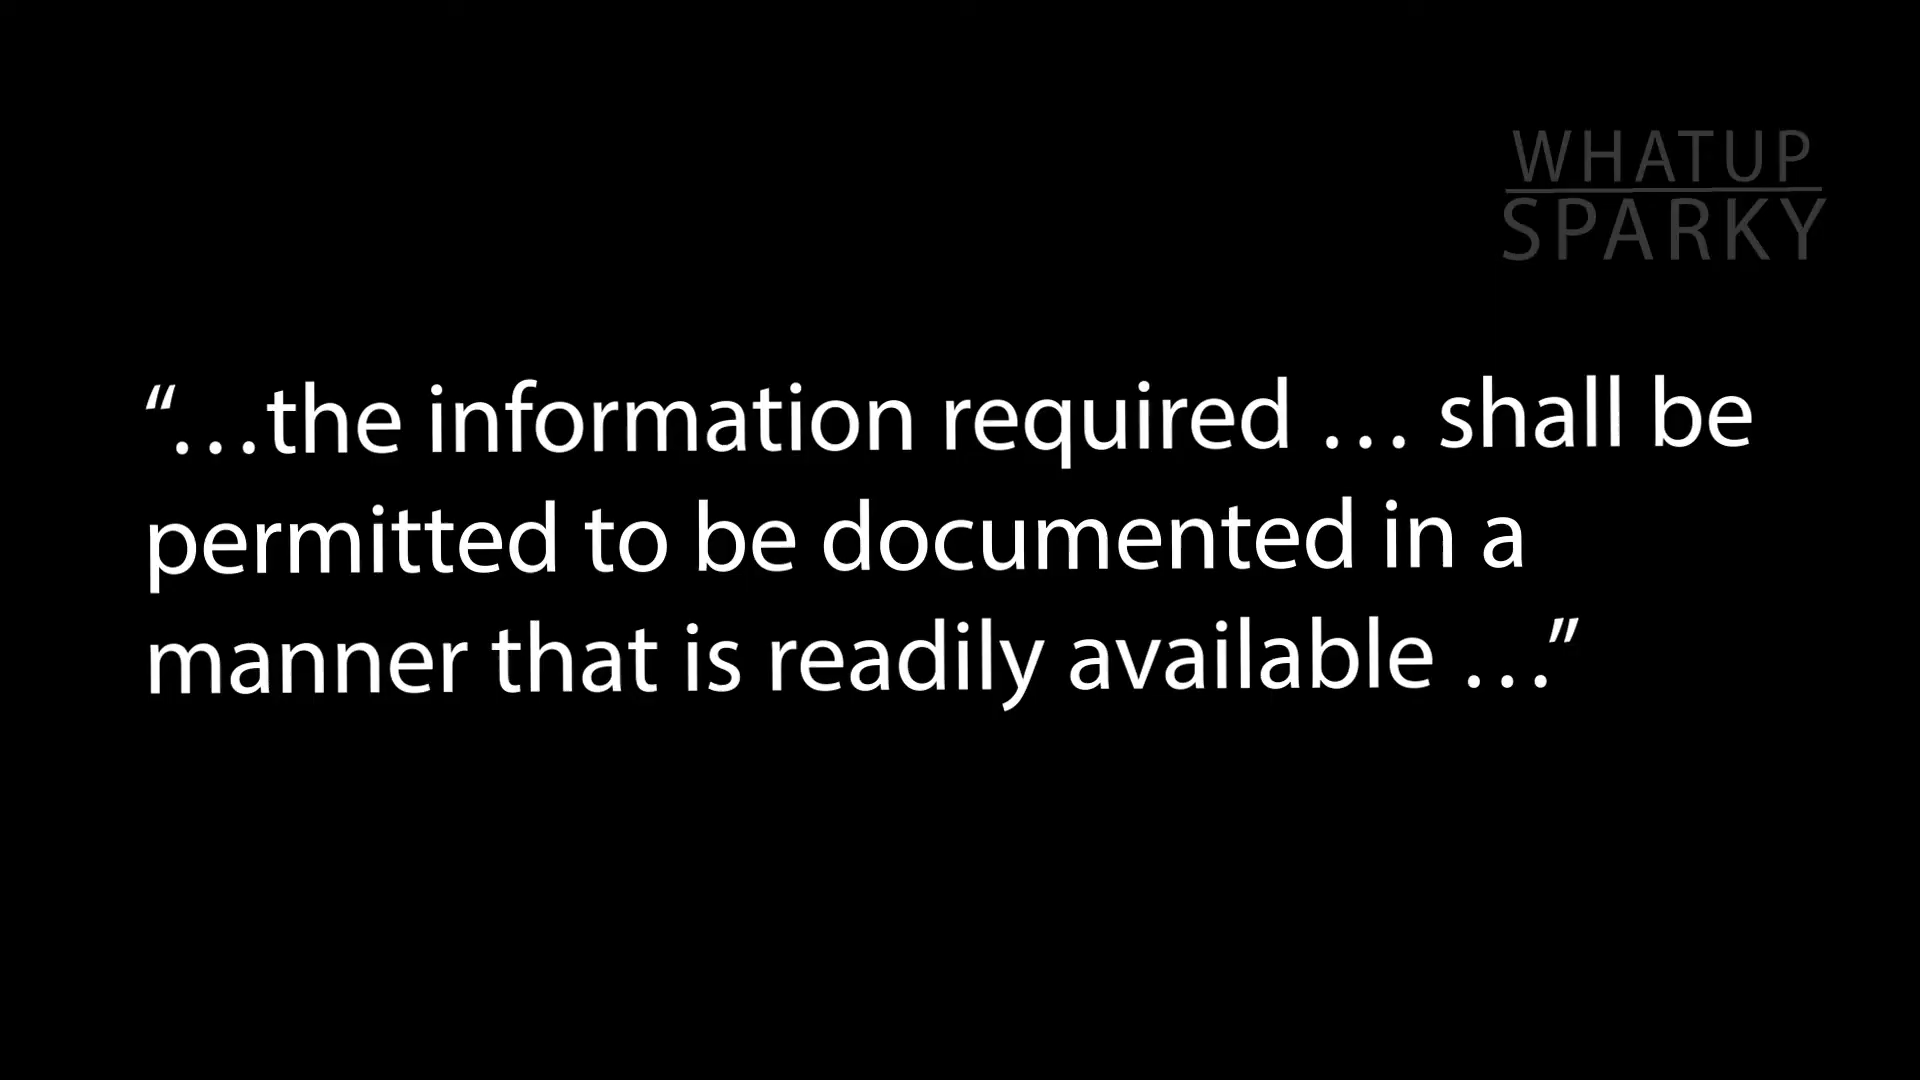 WHATUP
SPARKY
“…the information required … shall be
permitted to be documented in a
manner that is readily available …”